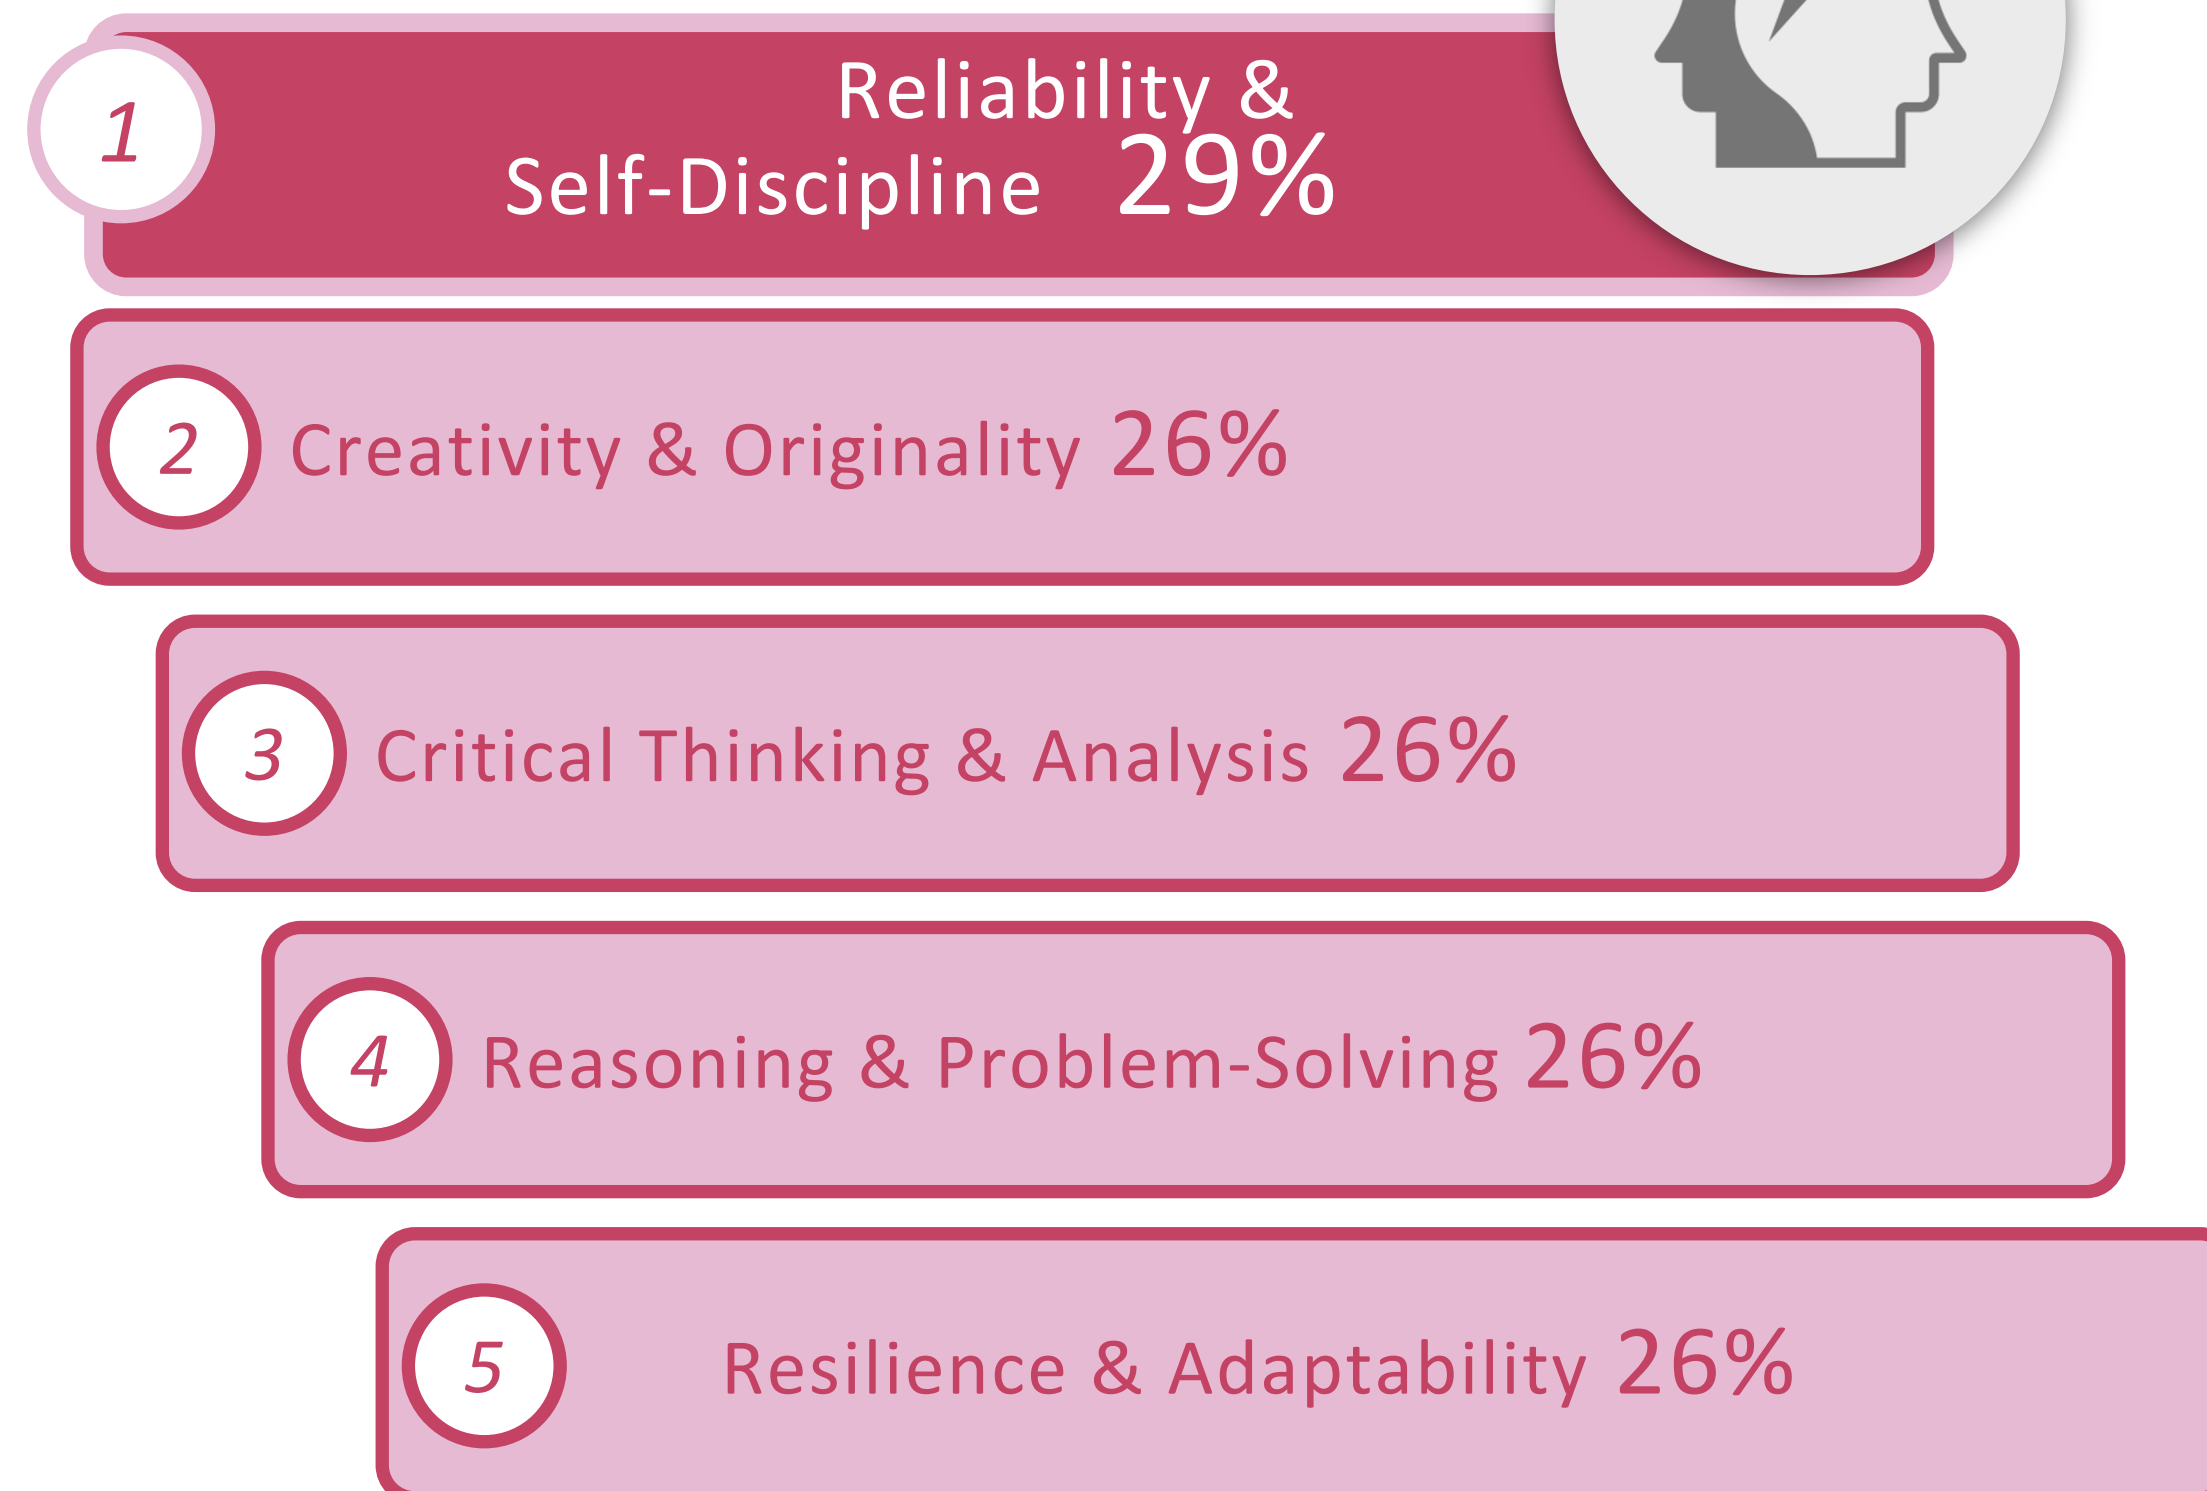 1
Reliability &
Self-Discipline 29%
2 Creativity & Originality 26%
3 Critical Thinking & Analysis 26%
4 Reasoning & Problem-Solving 26%
5 Resilience & Adaptability 26%